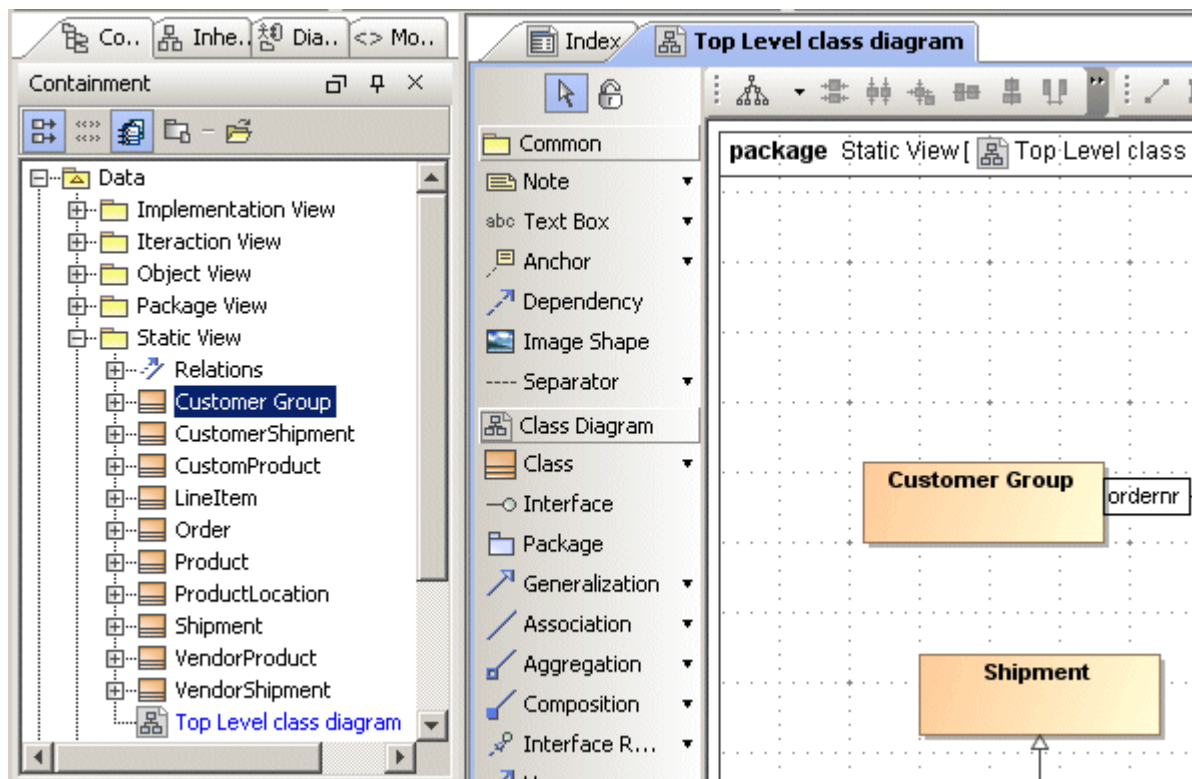 Co..
Inhe..
Dia..
<> Mo..
Containment
Data
Implementation View
Iteraction View
Object View
Package View
Static View
Relations
Customer Group
CustomerShipment
CustomProduct
LineItem
Order
Product
ProductLocation
Shipment
VendorProduct
VendorShipment
Top Level class diagram
Index
Top Level class diagram
Common
Note
abc Text Box
Anchor
Dependency
Image Shape
Separator
Class Diagram
Class
Interface
Package
Generalization
Association
Aggregation
Composition
Interface R...
package Static View [ Top Level class
Customer Group
ordernr
Shipment